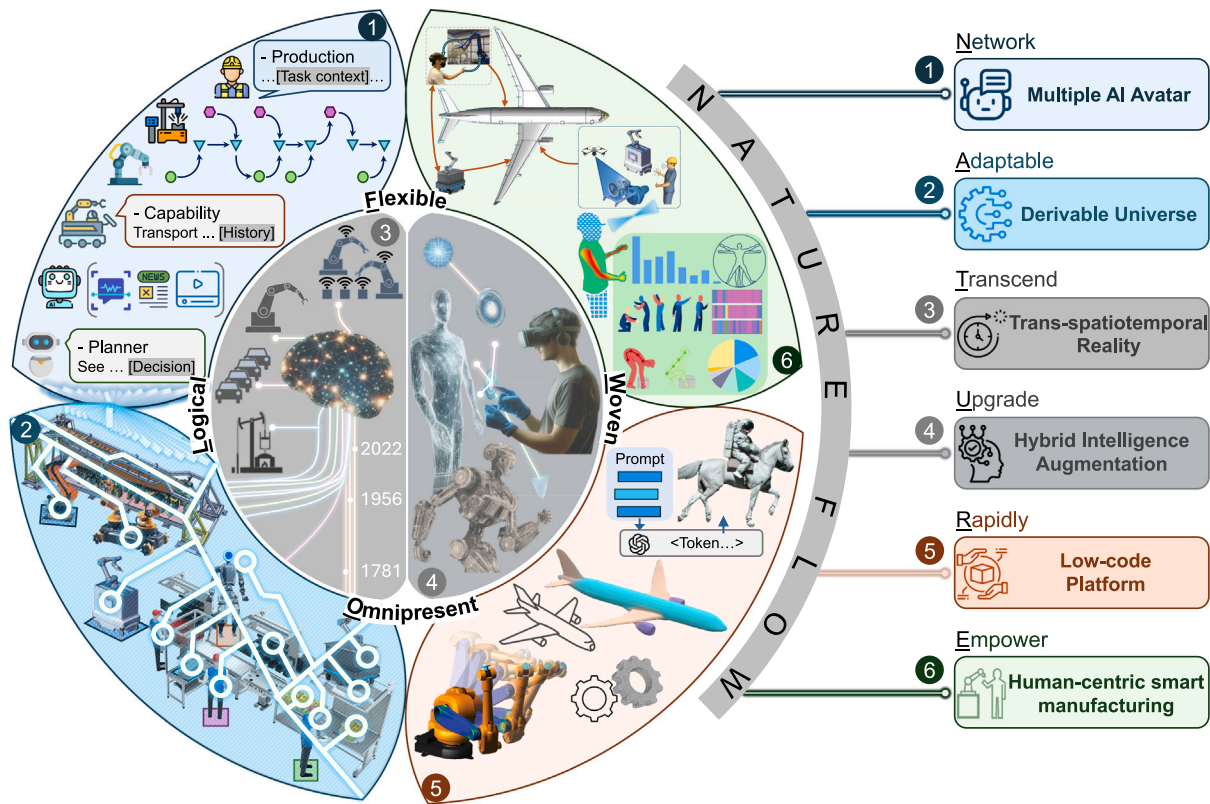 1
- Production
…[Task context]…
- Capability
Transport ... [History]
AI
NEWS
- Planner
See … [Decision]
2
Flexible
Logical
Woven
Omnipresent
3
2022
1956
1781
4
6
Prompt
<Token…>
5
E
N A T U R E F L O W
Network
1
Multiple AI Avatar
Adaptable
2
Derivable Universe
Transcend
3
Trans-spatiotemporal
Reality
Upgrade
4
Hybrid Intelligence
Augmentation
Rapidly
5
Low-code
Platform
Empower
6
Human-centric smart
manufacturing